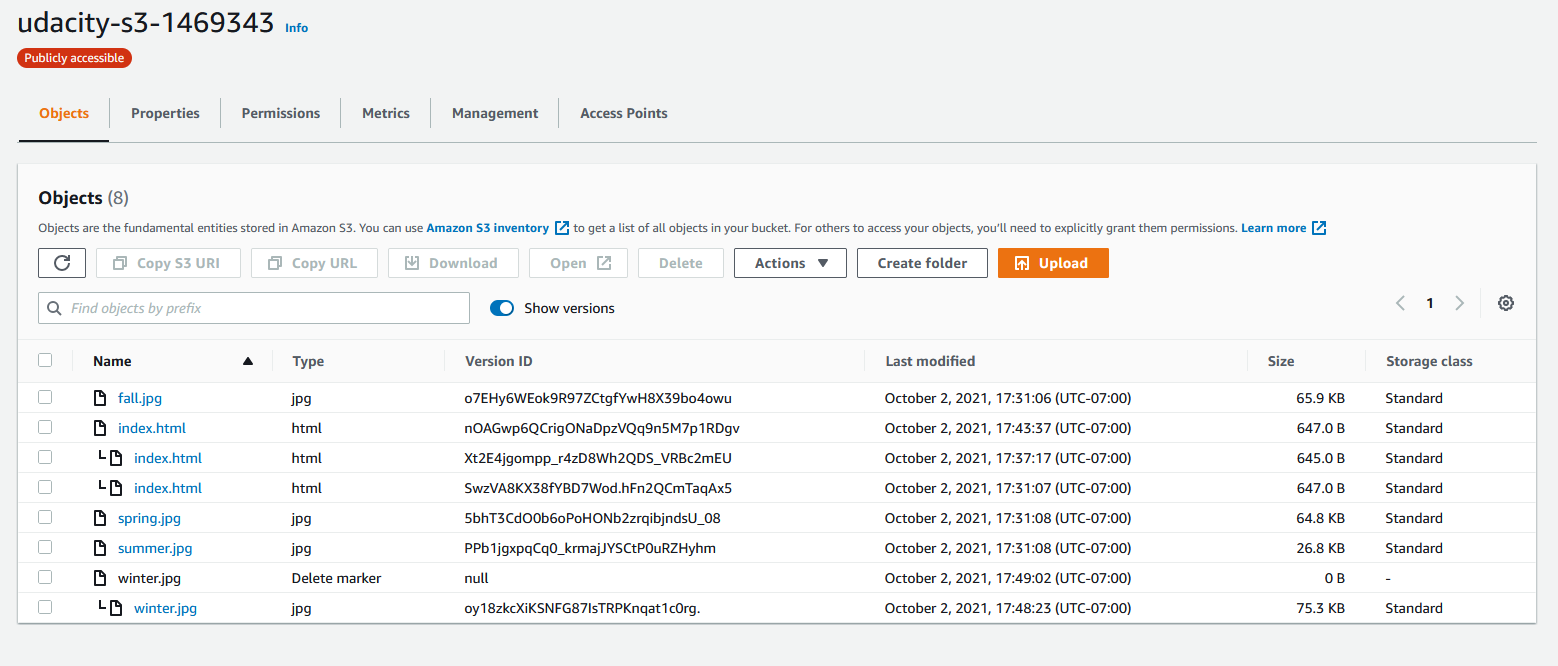 udacity-s3-1469343 Info
Publicly accessible
Objects Properties Permissions Metrics Management Access Points
Objects (8)
Objects are the fundamental entities stored in Amazon S3. You can use Amazon S3 inventory to get a list of all objects in your bucket. For others to access your objects, you'll need to explicitly grant them permissions. Learn more
Copy S3 URI Copy URL Download Open Delete Actions Create folder Upload
Find objects by prefix Show versions 1
Name Type Version ID Last modified Size Storage class
fall.jpg jpg o7EHy6WEok9R97ZCtgfYwH8X39bo4owu October 2, 2021, 17:31:06 (UTC-07:00) 65.9 KB Standard
index.html html nOAGwp6QCrigONaDpzVQq9n5M7p1RDgv October 2, 2021, 17:43:37 (UTC-07:00) 647.0 B Standard
index.html html Xt2E4jgompp_r4zD8Wh2QDS_VRBc2mEU October 2, 2021, 17:37:17 (UTC-07:00) 645.0 B Standard
index.html html SwzVA8KX38fYBD7Wod.hFn2QCmTaqAx5 October 2, 2021, 17:31:07 (UTC-07:00) 647.0 B Standard
spring.jpg jpg 5bhT3CdO0b6oPoHONb2zrqibjndsU_08 October 2, 2021, 17:31:08 (UTC-07:00) 64.8 KB Standard
summer.jpg jpg PPb1jgxpqCq0_krmajJYSCtP0uRZHyhm October 2, 2021, 17:31:08 (UTC-07:00) 26.8 KB Standard
winter.jpg Delete marker null October 2, 2021, 17:49:02 (UTC-07:00) 0 B -
winter.jpg jpg oy18zkcXiKSNFG87IsTRPKnqat1c0rg. October 2, 2021, 17:48:23 (UTC-07:00) 75.3 KB Standard